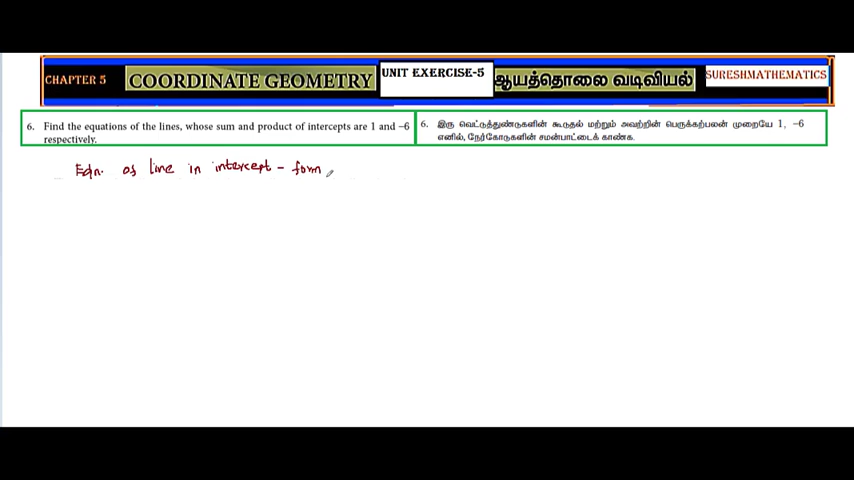 CHAPTER 5 COORDINATE GEOMETRY UNIT EXERCISE-5 ஆயத்தொலை வடிவியல் SURESHMATHEMATICS
6. Find the equations of the lines, whose sum and product of intercepts are 1 and –6
respectively.
6. இரு வெட்டுத்துண்டுகளின் கூடுதல் மற்றும் அவற்றின் பெருக்கற்பலன் முறையே 1, –6
எனில், நேர்கோடுகளின் சமன்பாட்டைக் காண்க.
Eqn. of line in intercept - form